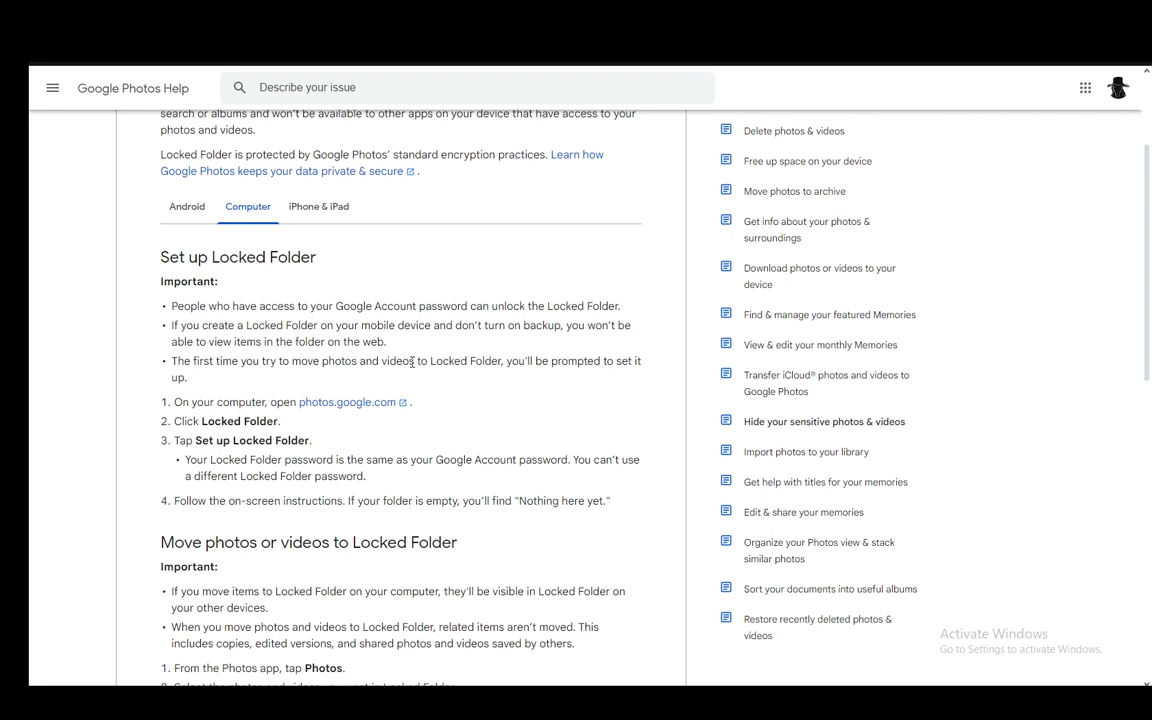 Google Photos Help
Describe your issue
search or albums and won't be available to other apps on your device that have access to your
photos and videos.
Locked Folder is protected by Google Photos' standard encryption practices. Learn how
Google Photos keeps your data private & secure .
Android Computer iPhone & iPad
Set up Locked Folder
Important:
• People who have access to your Google Account password can unlock the Locked Folder.
• If you create a Locked Folder on your mobile device and don't turn on backup, you won't be
able to view items in the folder on the web.
• The first time you try to move photos and videos to Locked Folder, you'll be prompted to set it
up.
1. On your computer, open photos.google.com .
2. Click Locked Folder.
3. Tap Set up Locked Folder.
• Your Locked Folder password is the same as your Google Account password. You can't use
a different Locked Folder password.
4. Follow the on-screen instructions. If your folder is empty, you'll find "Nothing here yet."
Move photos or videos to Locked Folder
Important:
• If you move items to Locked Folder on your computer, they'll be visible in Locked Folder on
your other devices.
• When you move photos and videos to Locked Folder, related items aren't moved. This
includes copies, edited versions, and shared photos and videos saved by others.
1. From the Photos app, tap Photos.
Delete photos & videos
Free up space on your device
Move photos to archive
Get info about your photos &
surroundings
Download photos or videos to your
device
Find & manage your featured Memories
View & edit your monthly Memories
Transfer iCloud® photos and videos to
Google Photos
Hide your sensitive photos & videos
Import photos to your library
Get help with titles for your memories
Edit & share your memories
Organize your Photos view & stack
similar photos
Sort your documents into useful albums
Restore recently deleted photos &
videos
Activate Windows
Go to Settings to activate Windows.